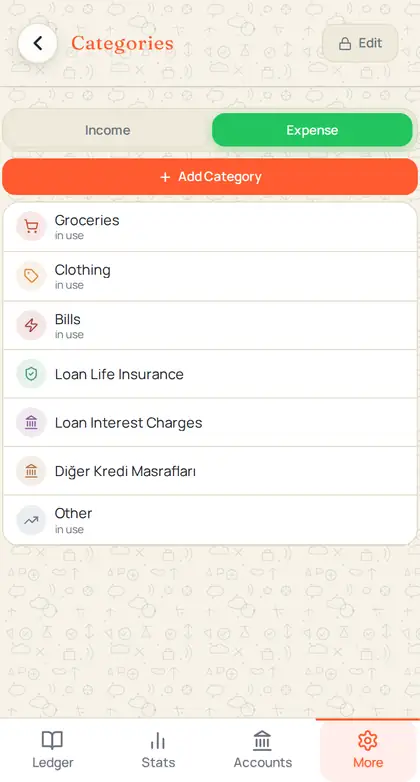 Categories
Edit
Income
Expense
+ Add Category
Groceries
in use
Clothing
in use
Bills
in use
Loan Life Insurance
Loan Interest Charges
Diğer Kredi Masrafları
Other
in use
Ledger
Stats
Accounts
More